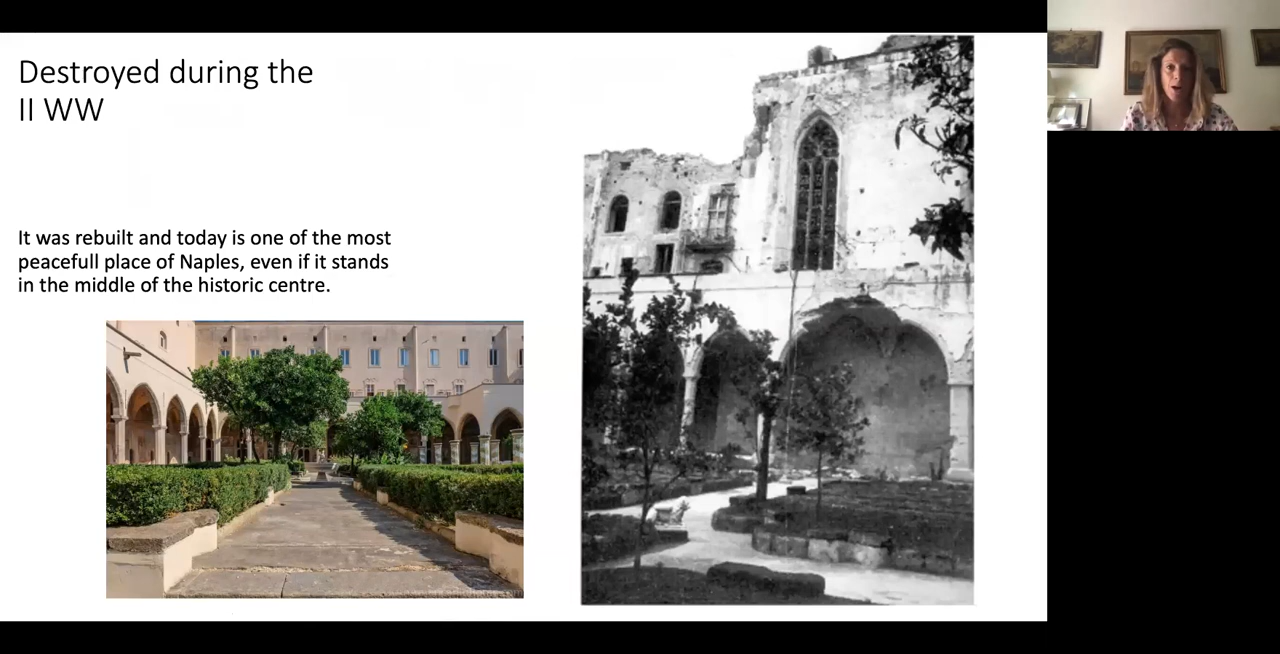 Destroyed during the
II WW
It was rebuilt and today is one of the most
peacefull place of Naples, even if it stands
in the middle of the historic centre.